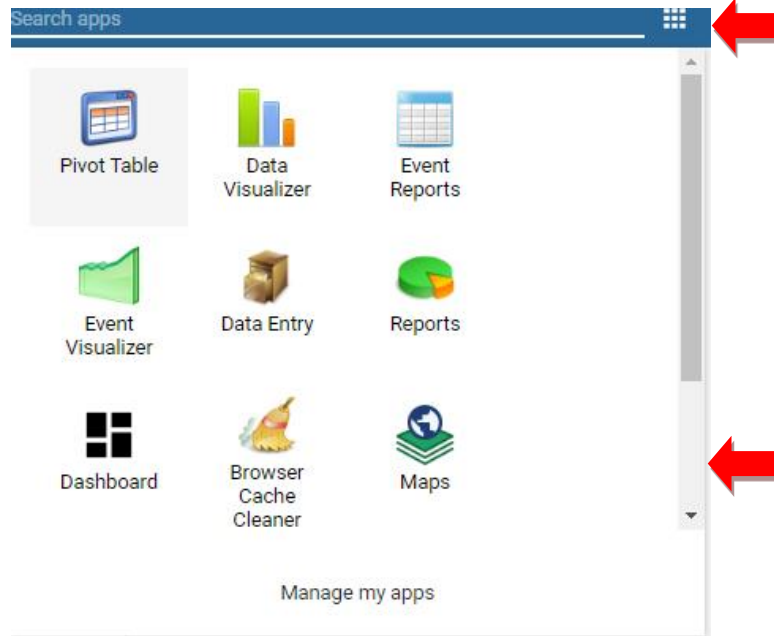 Search apps
Pivot Table
Data
Visualizer
Event
Reports
Event
Visualizer
Data Entry
Reports
Dashboard
Browser
Cache
Cleaner
Maps
Manage my apps